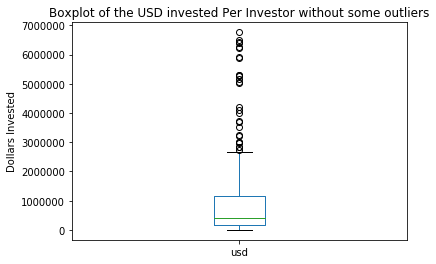 Boxplot of the USD invested Per Investor without some outliers
7000000
6000000
5000000
4000000
3000000
2000000
1000000
0
Dollars Invested
usd